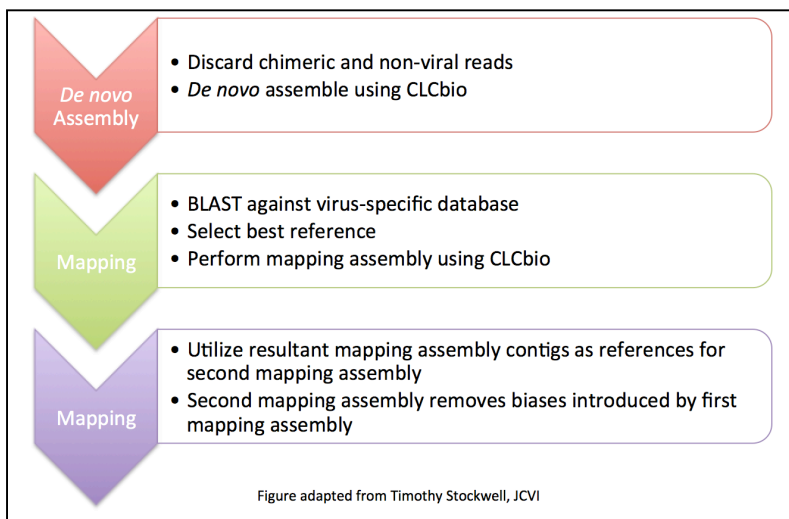 De novo
Assembly
• Discard chimeric and non-viral reads
• De novo assemble using CLCbio
Mapping
• BLAST against virus-specific database
• Select best reference
• Perform mapping assembly using CLCbio
Mapping
• Utilize resultant mapping assembly contigs as references for
second mapping assembly
• Second mapping assembly removes biases introduced by first
mapping assembly
Figure adapted from Timothy Stockwell, JCVI